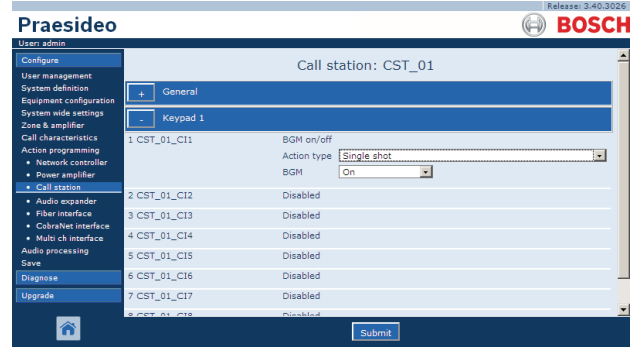 Release: 3.40.3026
Praesideo
BOSCH
User: admin
Configure
User management
System definition
Equipment configuration
System wide settings
Zone & amplifier
Call characteristics
Action programming
• Network controller
• Power amplifier
• Call station
• Audio expander
• Fiber interface
• CobraNet interface
• Multi ch interface
Audio processing
Save
Diagnose
Upgrade
Call station: CST_01
+ General
- Keypad 1
1 CST_01_CI1 BGM on/off
Action type Single shot
BGM On
2 CST_01_CI2 Disabled
3 CST_01_CI3 Disabled
4 CST_01_CI4 Disabled
5 CST_01_CI5 Disabled
6 CST_01_CI6 Disabled
7 CST_01_CI7 Disabled
8 CST_01_CI8 Disabled
Submit